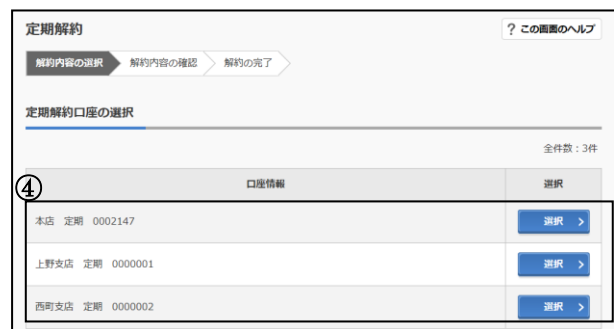 定期解約
? この画面のヘルプ
解約内容の選択 解約内容の確認 解約の完了
定期解約口座の選択
全件数：3件
④
口座情報 選択
本店 定期 0002147 選択 >
上野支店 定期 0000001 選択 >
西町支店 定期 0000002 選択 >